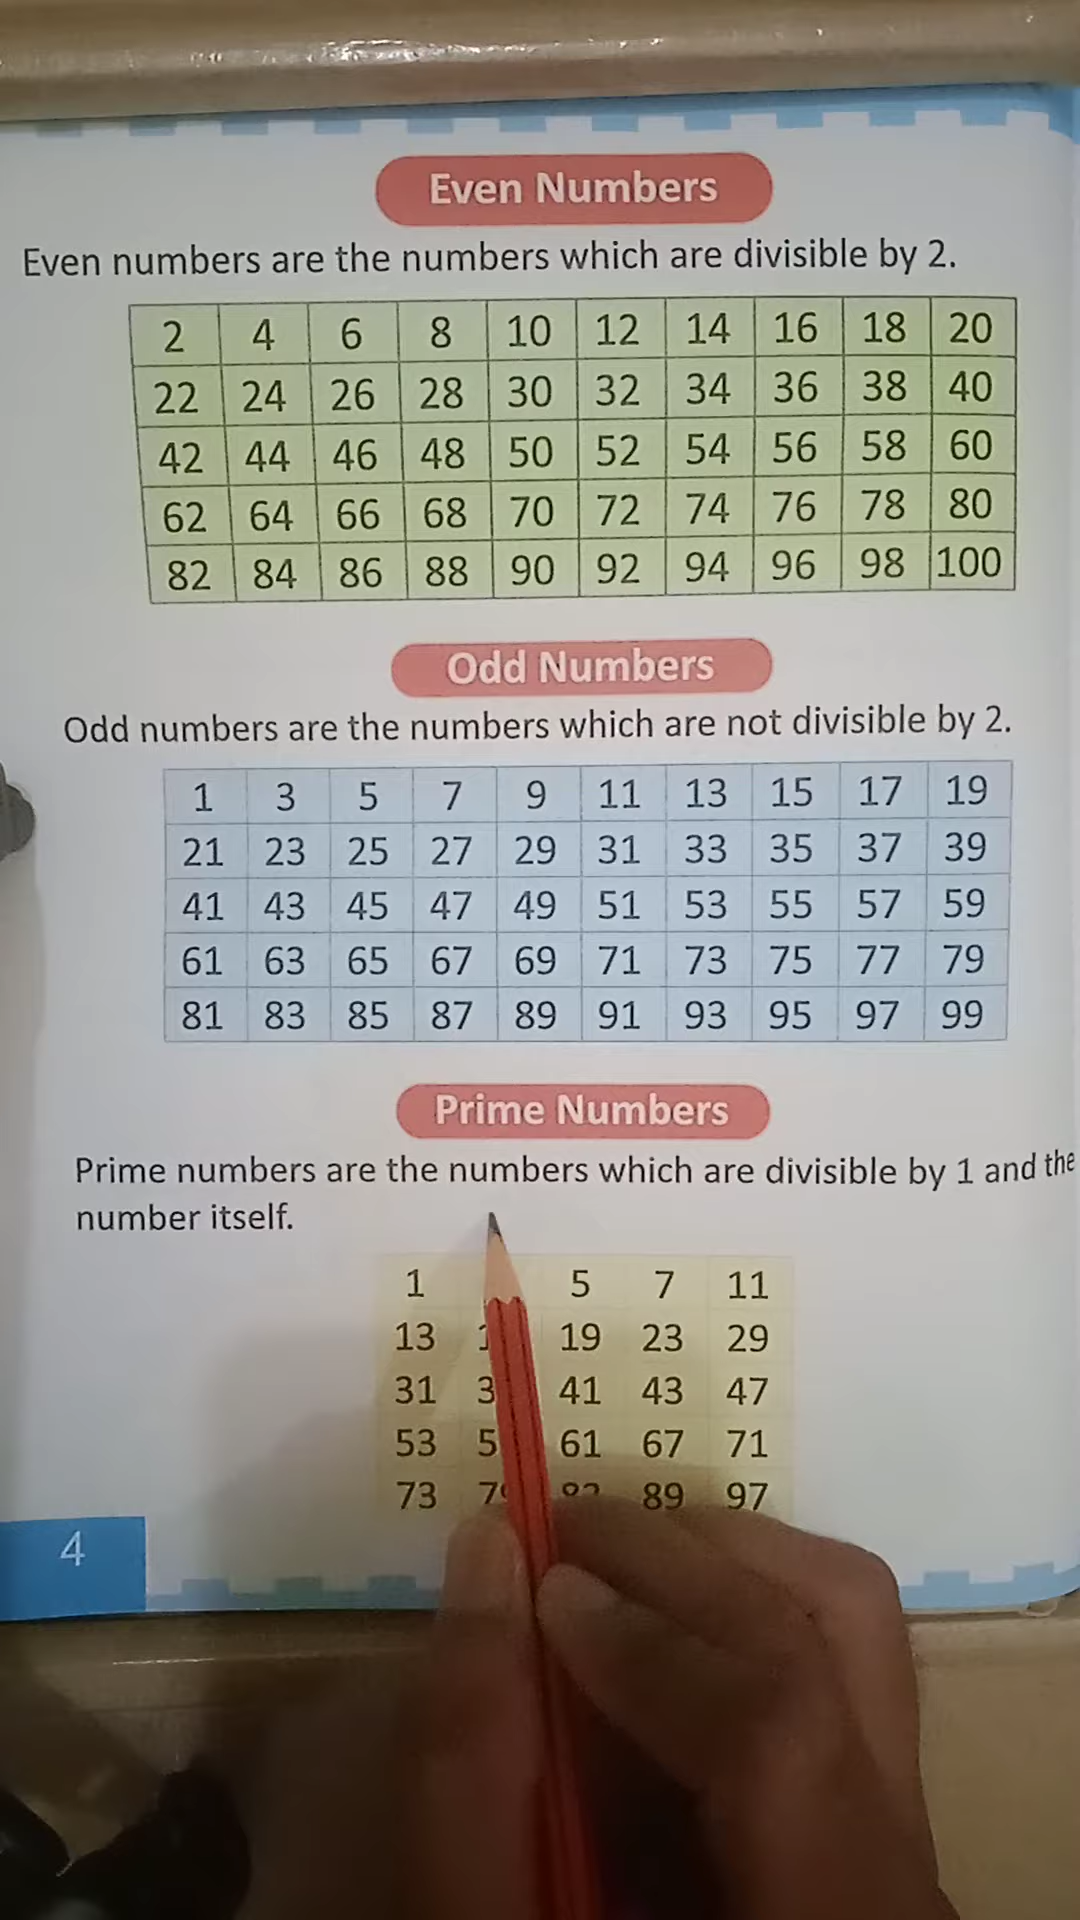 Even Numbers
Even numbers are the numbers which are divisible by 2.
2 4 6 8 10 12 14 16 18 20
22 24 26 28 30 32 34 36 38 40
42 44 46 48 50 52 54 56 58 60
62 64 66 68 70 72 74 76 78 80
82 84 86 88 90 92 94 96 98 100
Odd Numbers
Odd numbers are the numbers which are not divisible by 2.
1 3 5 7 9 11 13 15 17 19
21 23 25 27 29 31 33 35 37 39
41 43 45 47 49 51 53 55 57 59
61 63 65 67 69 71 73 75 77 79
81 83 85 87 89 91 93 95 97 99
Prime Numbers
Prime numbers are the numbers which are divisible by 1 and the
number itself.
1 5 7 11
13 19 23 29
31 41 43 47
53 61 67 71
73 89 97
4